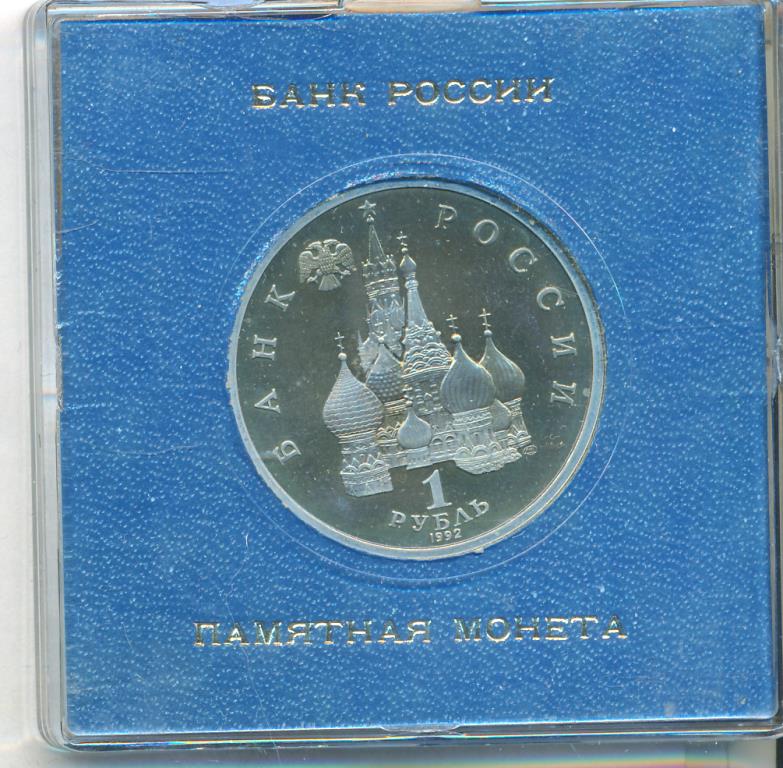 БАНК РОССИИ
БАНК РОССИИ
1
РУБЛЬ
1992
ПАМЯТНАЯ МОНЕТА